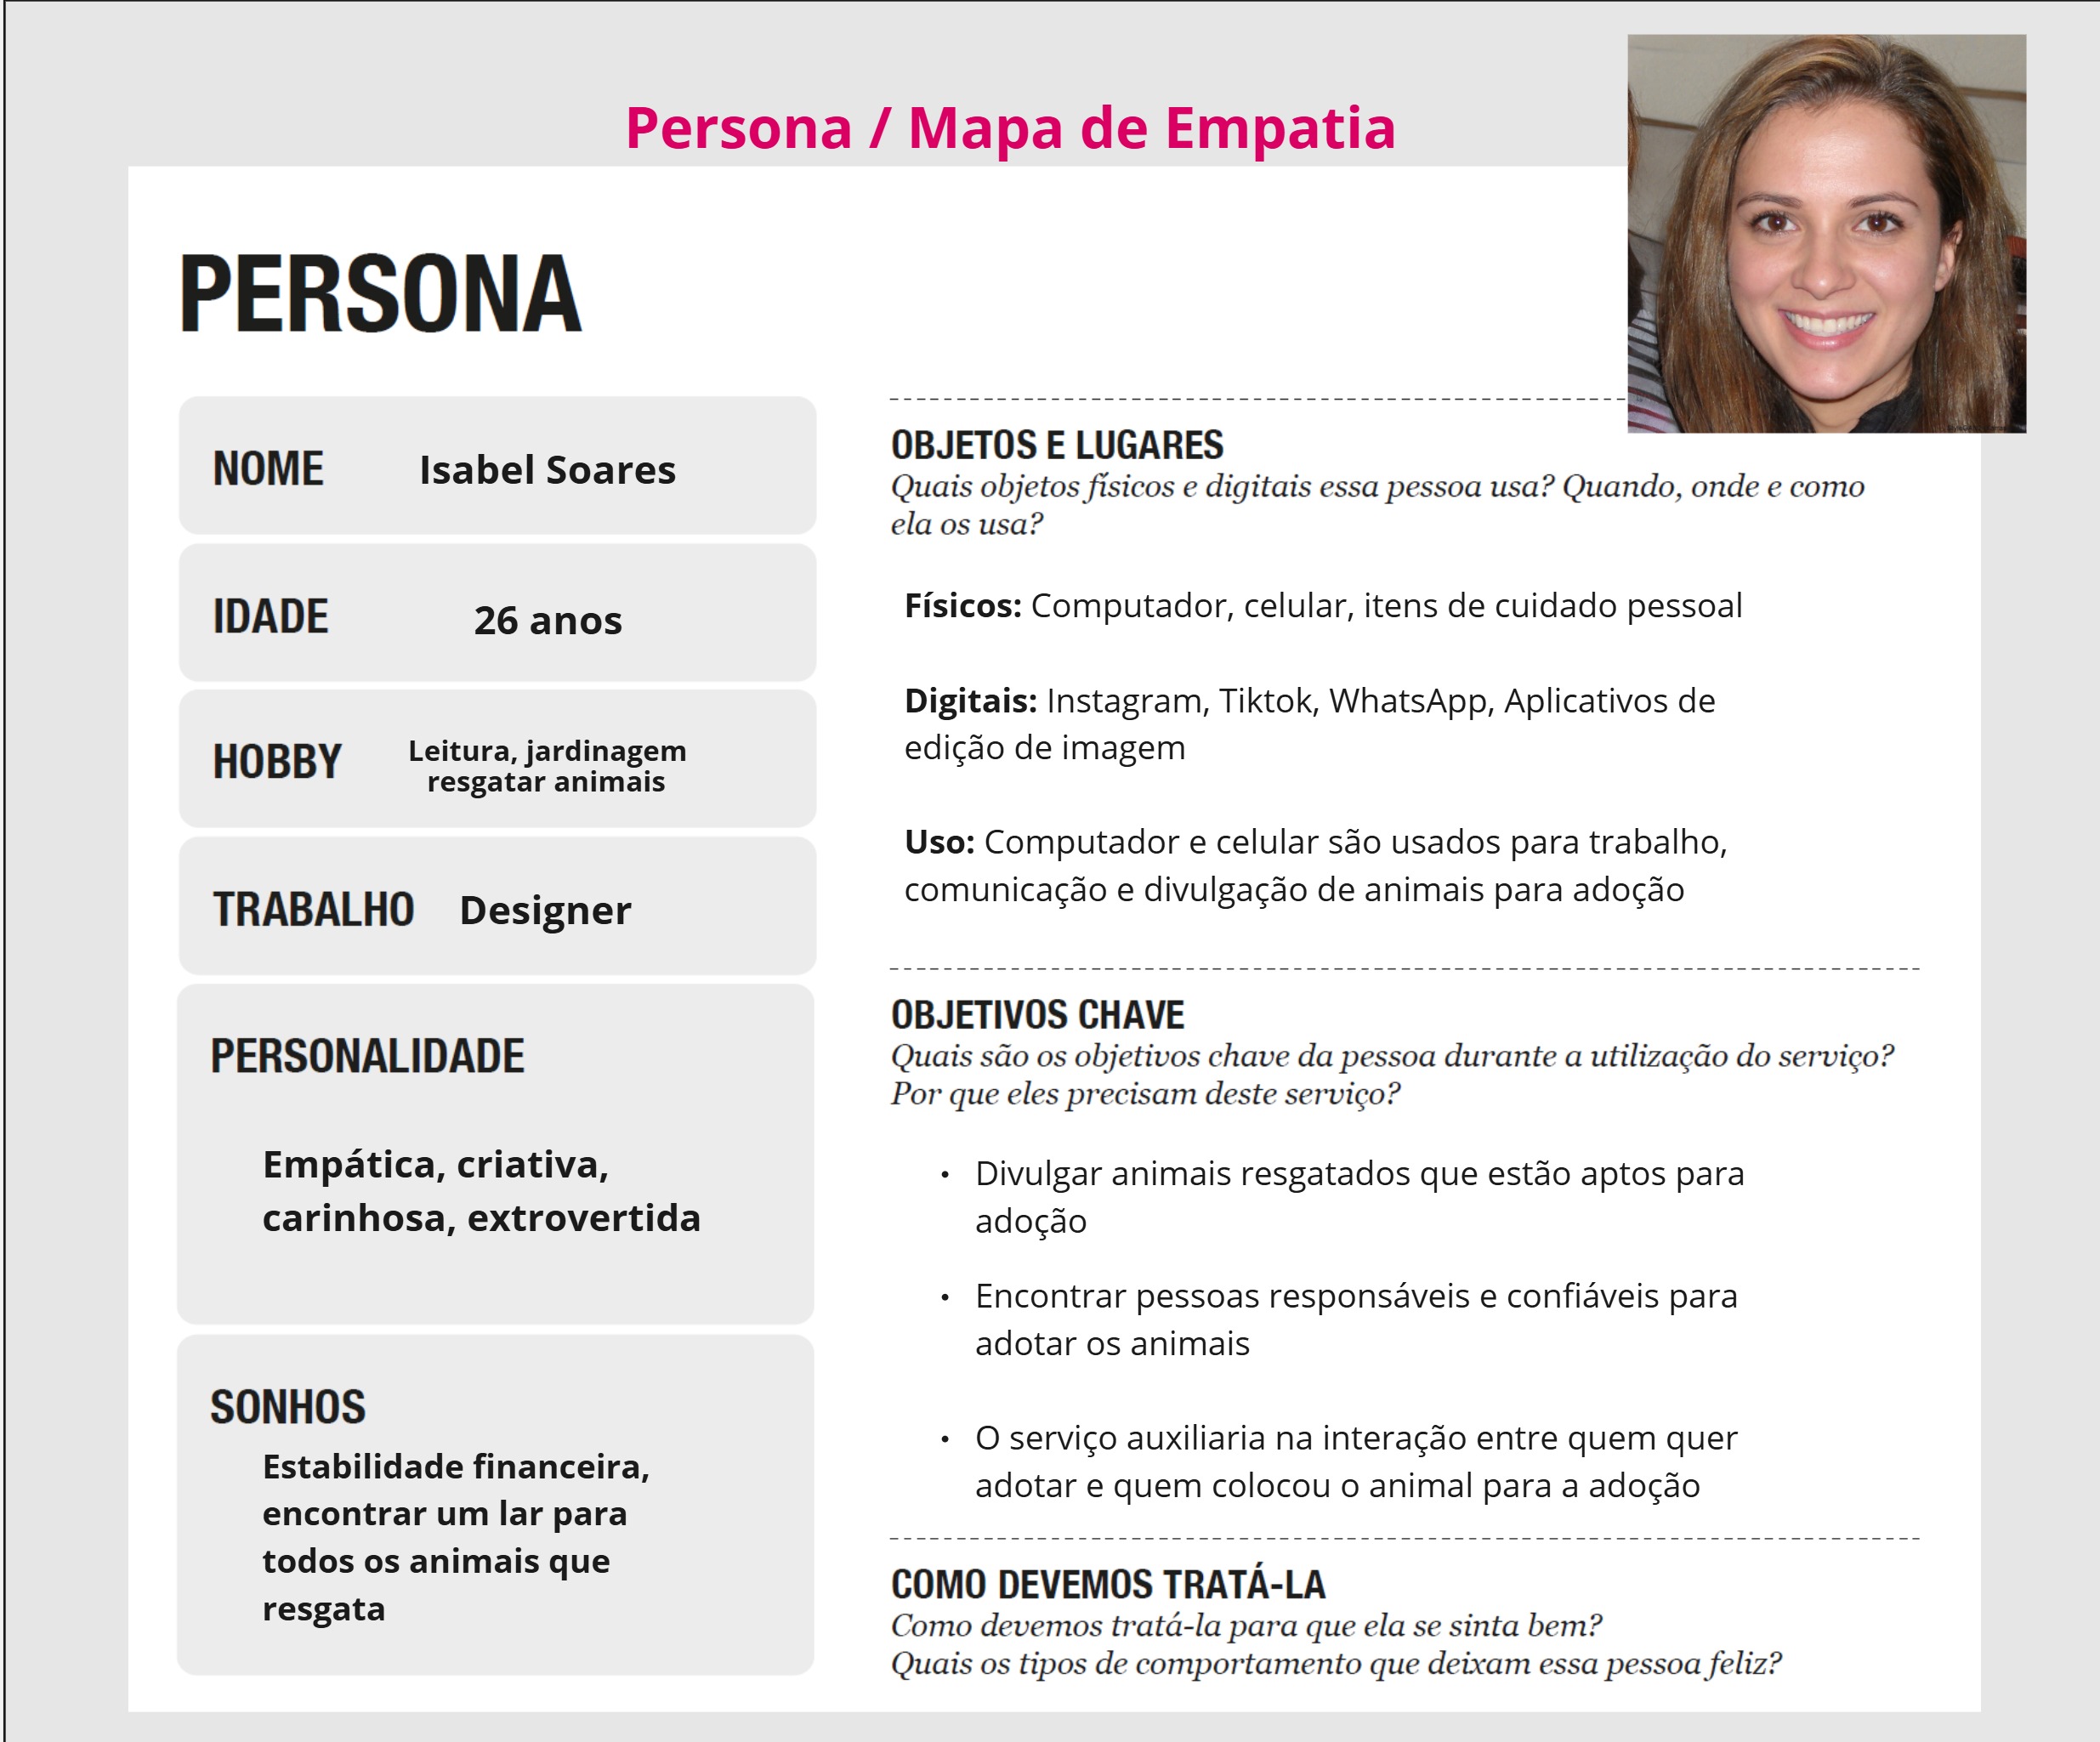 Persona / Mapa de Empatia
PERSONA
NOME Isabel Soares
IDADE 26 anos
HOBBY Leitura, jardinagem
resgatar animais
TRABALHO Designer
PERSONALIDADE
Empática, criativa,
carinhosa, extrovertida
SONHOS
Estabilidade financeira,
encontrar um lar para
todos os animais que
resgata
OBJETOS E LUGARES
Quais objetos físicos e digitais essa pessoa usa? Quando, onde e como
ela os usa?
Físicos: Computador, celular, itens de cuidado pessoal
Digitais: Instagram, Tiktok, WhatsApp, Aplicativos de
edição de imagem
Uso: Computador e celular são usados para trabalho,
comunicação e divulgação de animais para adoção
OBJETIVOS CHAVE
Quais são os objetivos chave da pessoa durante a utilização do serviço?
Por que eles precisam deste serviço?
• Divulgar animais resgatados que estão aptos para
adoção
• Encontrar pessoas responsáveis e confiáveis para
adotar os animais
• O serviço auxiliaria na interação entre quem quer
adotar e quem colocou o animal para a adoção
COMO DEVEMOS TRATÁ-LA
Como devemos tratá-la para que ela se sinta bem?
Quais os tipos de comportamento que deixam essa pessoa feliz?